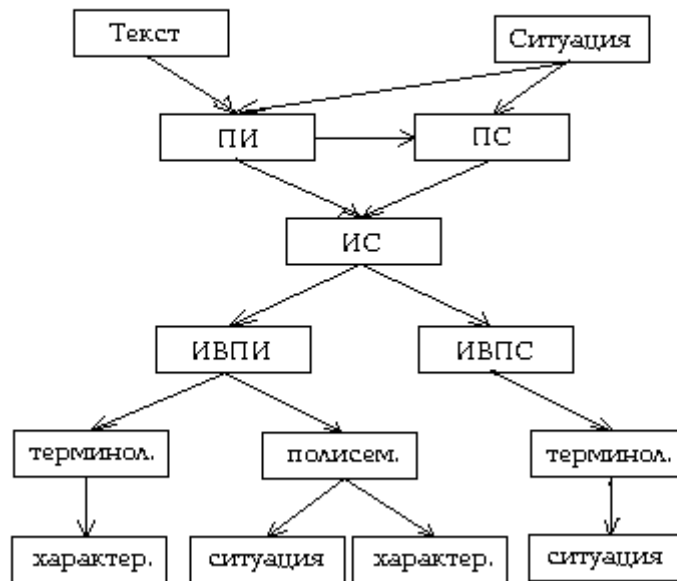 Текст
Ситуация
ПИ
ПС
ИС
ИВПИ
ИВПС
терминол.
полисем.
терминол.
характер.
ситуация
характер.
ситуация